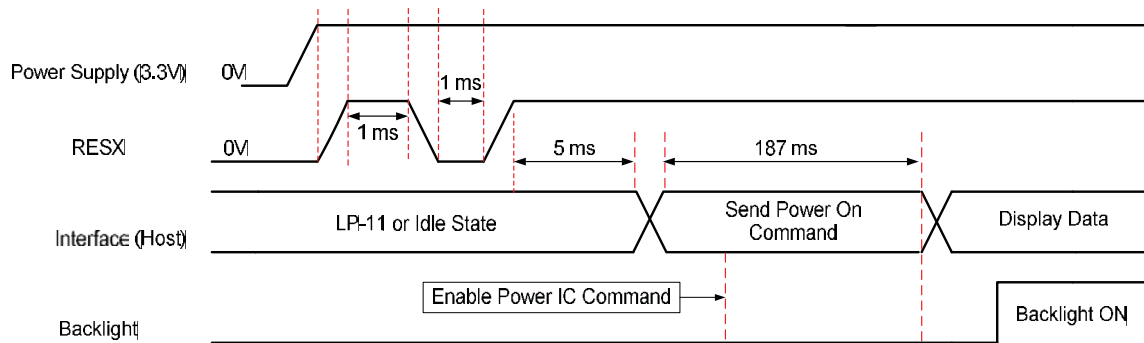 Power Supply (3.3V)
0V
1 ms
1 ms
RESX
0V
5 ms
187 ms
Interface (Host)
LP-11 or Idle State
Send Power On
Command
Display Data
Enable Power IC Command
Backlight
Backlight ON